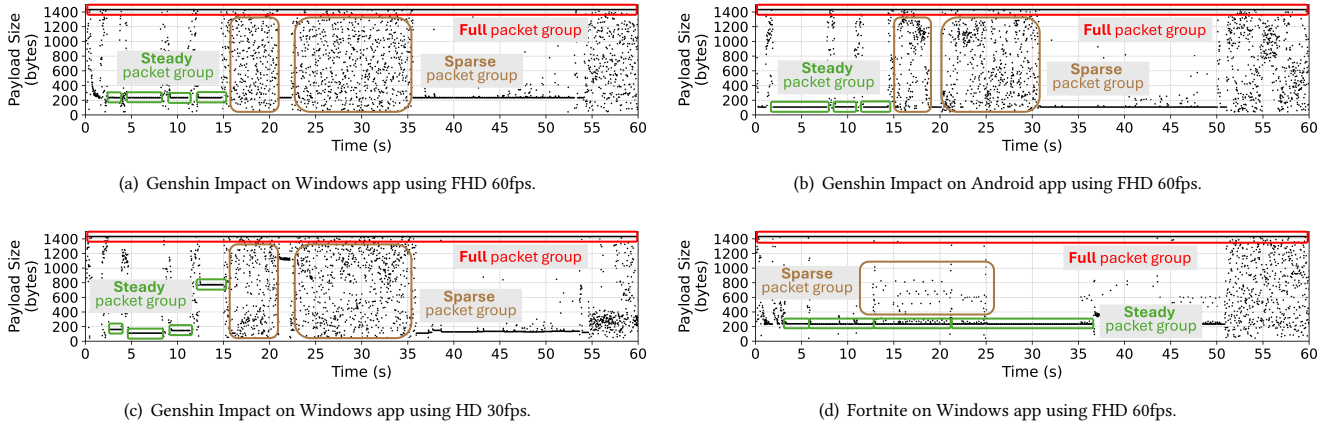 Payload Size
(bytes)
1400
1200
1000
800
600
400
200
0
Full packet group
Steady
packet group
Sparse
packet group
0 5 10 15 20 25 30 35 40 45 50 55 60
Time (s)
(a) Genshin Impact on Windows app using FHD 60fps.
Payload Size
(bytes)
1400
1200
1000
800
600
400
200
0
Full packet group
Steady
packet group
Sparse
packet group
0 5 10 15 20 25 30 35 40 45 50 55 60
Time (s)
(b) Genshin Impact on Android app using FHD 60fps.
Payload Size
(bytes)
1400
1200
1000
800
600
400
200
0
Full packet group
Steady
packet group
Sparse
packet group
0 5 10 15 20 25 30 35 40 45 50 55 60
Time (s)
(c) Genshin Impact on Windows app using HD 30fps.
Payload Size
(bytes)
1400
1200
1000
800
600
400
200
0
Full packet group
Sparse
packet group
Steady
packet group
0 5 10 15 20 25 30 35 40 45 50 55 60
Time (s)
(d) Fortnite on Windows app using FHD 60fps.